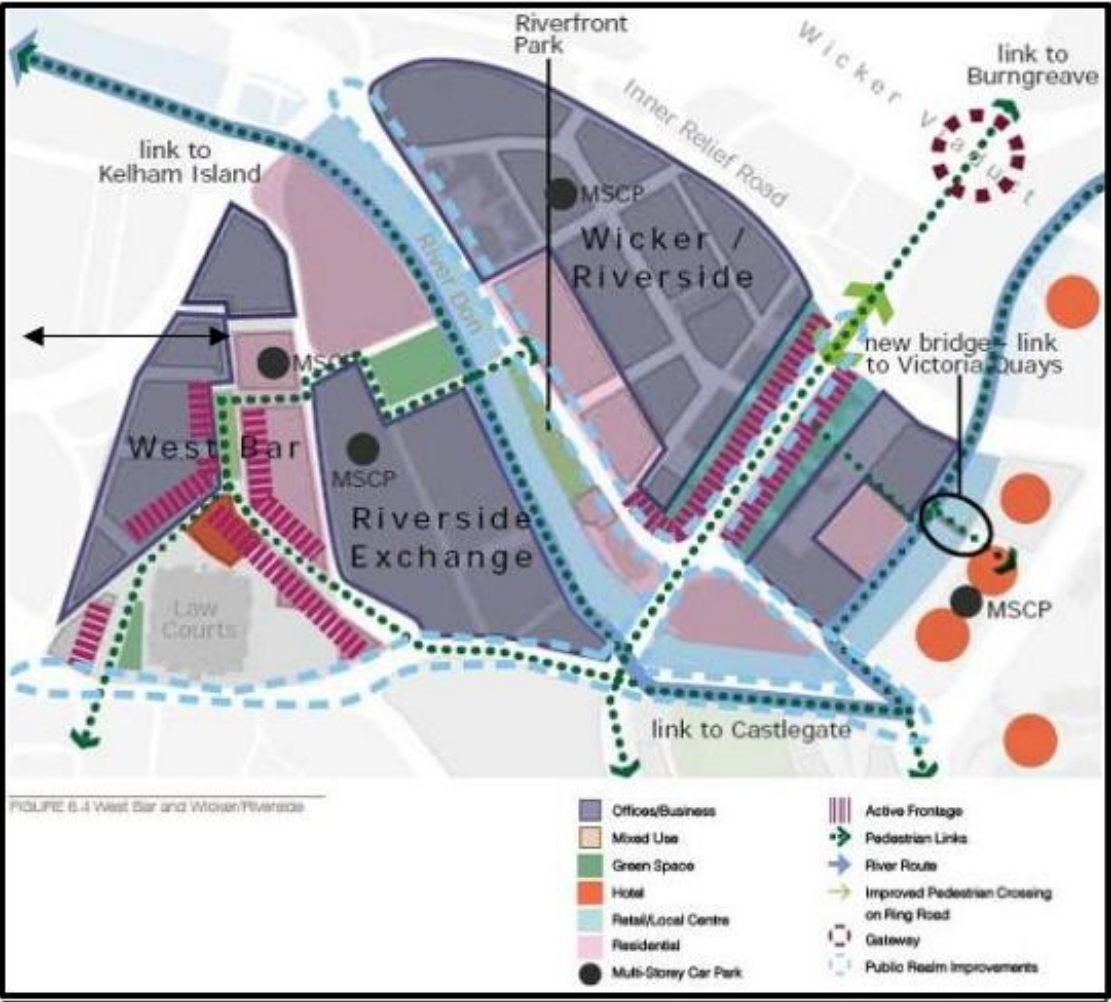 Riverfront
Park
Wicker Viaduct
link to
Burngreave
Inner Relief Road
link to
Kelham Island
MSCP
Wicker /
Riverside
River Don
new bridge - link
to Victoria Quays
MSCP
West Bar
MSCP
Riverside
Exchange
Law
Courts
MSCP
link to Castlegate
FIGURE 6.4 West Bar and Wicker/Riverside
Offices/Business
Mixed Use
Green Space
Hotel
Retail/Local Centre
Residential
Multi-Storey Car Park
Active Frontage
Pedestrian Links
River Route
Improved Pedestrian Crossing
on Ring Road
Gateway
Public Realm Improvements